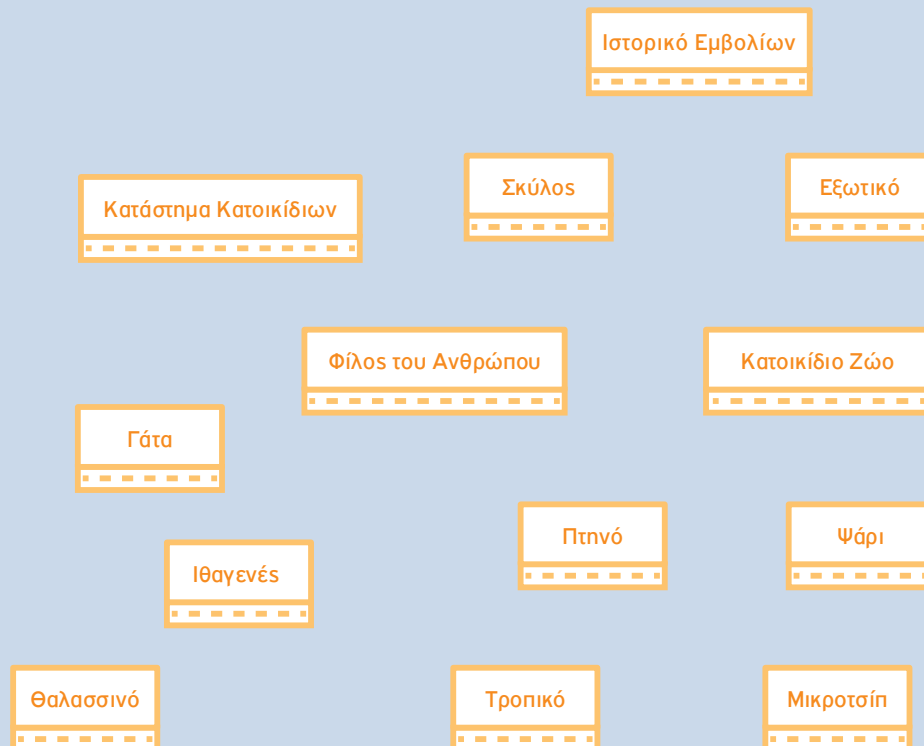 Ιστορικό Εμβολίων
Σκύλος
Εξωτικό
Κατάστημα Κατοικίδιων
Φίλος του Ανθρώπου
Κατοικίδιο Ζώο
Γάτα
Πτηνό
Ψάρι
Ιθαγενές
Θαλασσινό
Τροπικό
Μικροτσίπ